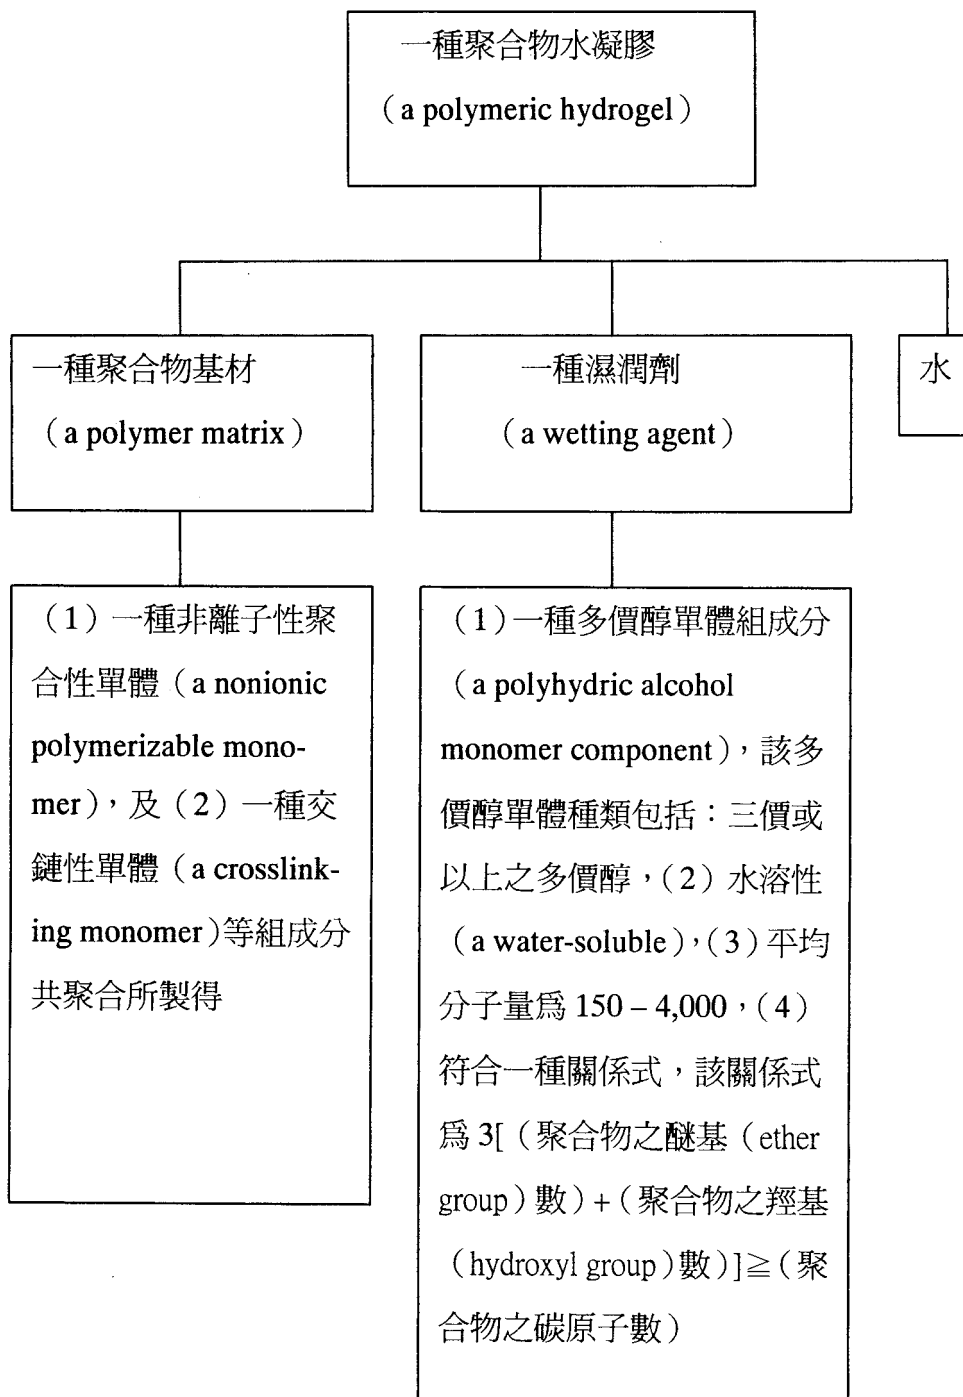 一種聚合物水凝膠
（a polymeric hydrogel）
一種聚合物基材
（a polymer matrix）
一種濕潤劑
（a wetting agent）
水
（1）一種非離子性聚
合性單體（a nonionic
polymerizable mono-
mer），及（2）一種交
鏈性單體（a crosslink-
ing monomer）等組成分
共聚合所製得
（1）一種多價醇單體組成分
（a polyhydric alcohol
monomer component），該多
價醇單體種類包括：三價或
以上之多價醇，（2）水溶性
（a water-soluble），（3）平均
分子量爲 150 – 4,000，（4）
符合一種關係式，該關係式
爲 3[（聚合物之醚基（ether
group）數）+（聚合物之羥基
（hydroxyl group）數）]≧（聚
合物之碳原子數）